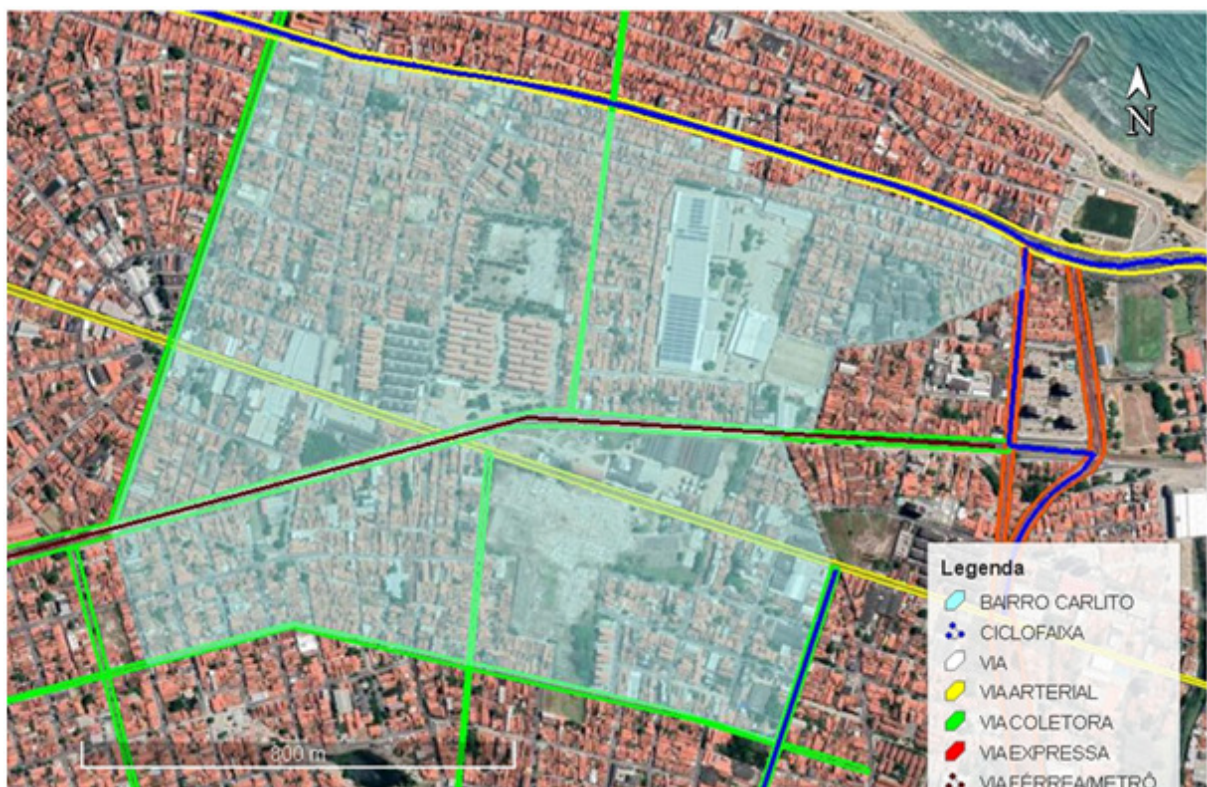 N
800 m
Legenda
BAIRRO CARLITO
CICLOFAIXA
VIA
VIA ARTERIAL
VIA COLETORA
VIA EXPRESSA
VIA FÉRREA/METRÔ